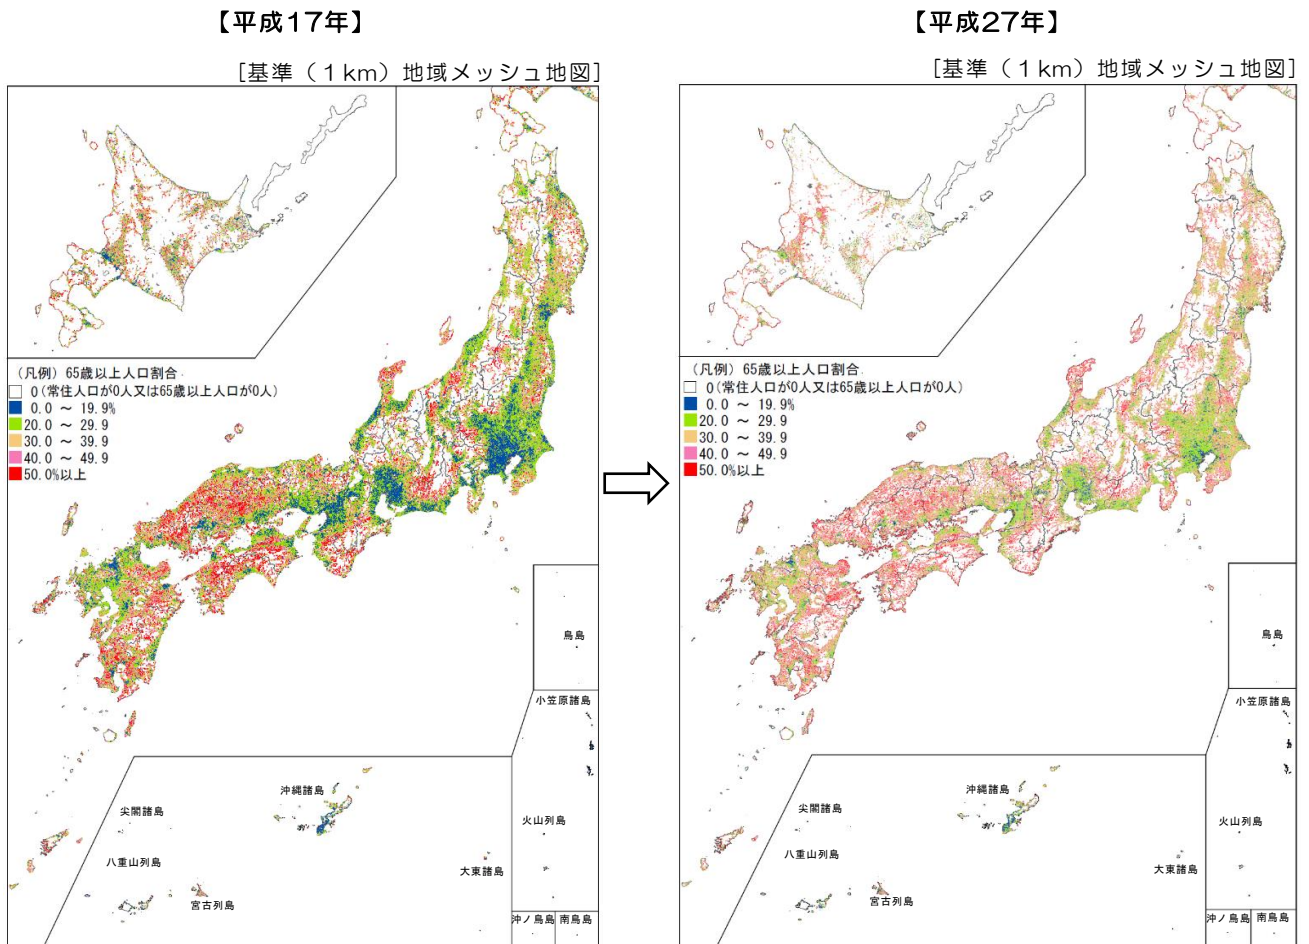 【平成17年】
[基準（１km）地域メッシュ地図]
（凡例）65歳以上人口割合
0(常住人口が0人又は65歳以上人口が0人)
0.0 ～ 19.9%
20.0 ～ 29.9
30.0 ～ 39.9
40.0 ～ 49.9
50.0%以上
鳥島
小笠原諸島
沖縄諸島
尖閣諸島
火山列島
八重山列島
大東諸島
宮古列島
沖ノ鳥島
南鳥島
【平成27年】
[基準（１km）地域メッシュ地図]
（凡例）65歳以上人口割合
0(常住人口が0人又は65歳以上人口が0人)
0.0 ～ 19.9%
20.0 ～ 29.9
30.0 ～ 39.9
40.0 ～ 49.9
50.0%以上
鳥島
小笠原諸島
沖縄諸島
尖閣諸島
火山列島
八重山列島
大東諸島
宮古列島
沖ノ鳥島
南鳥島